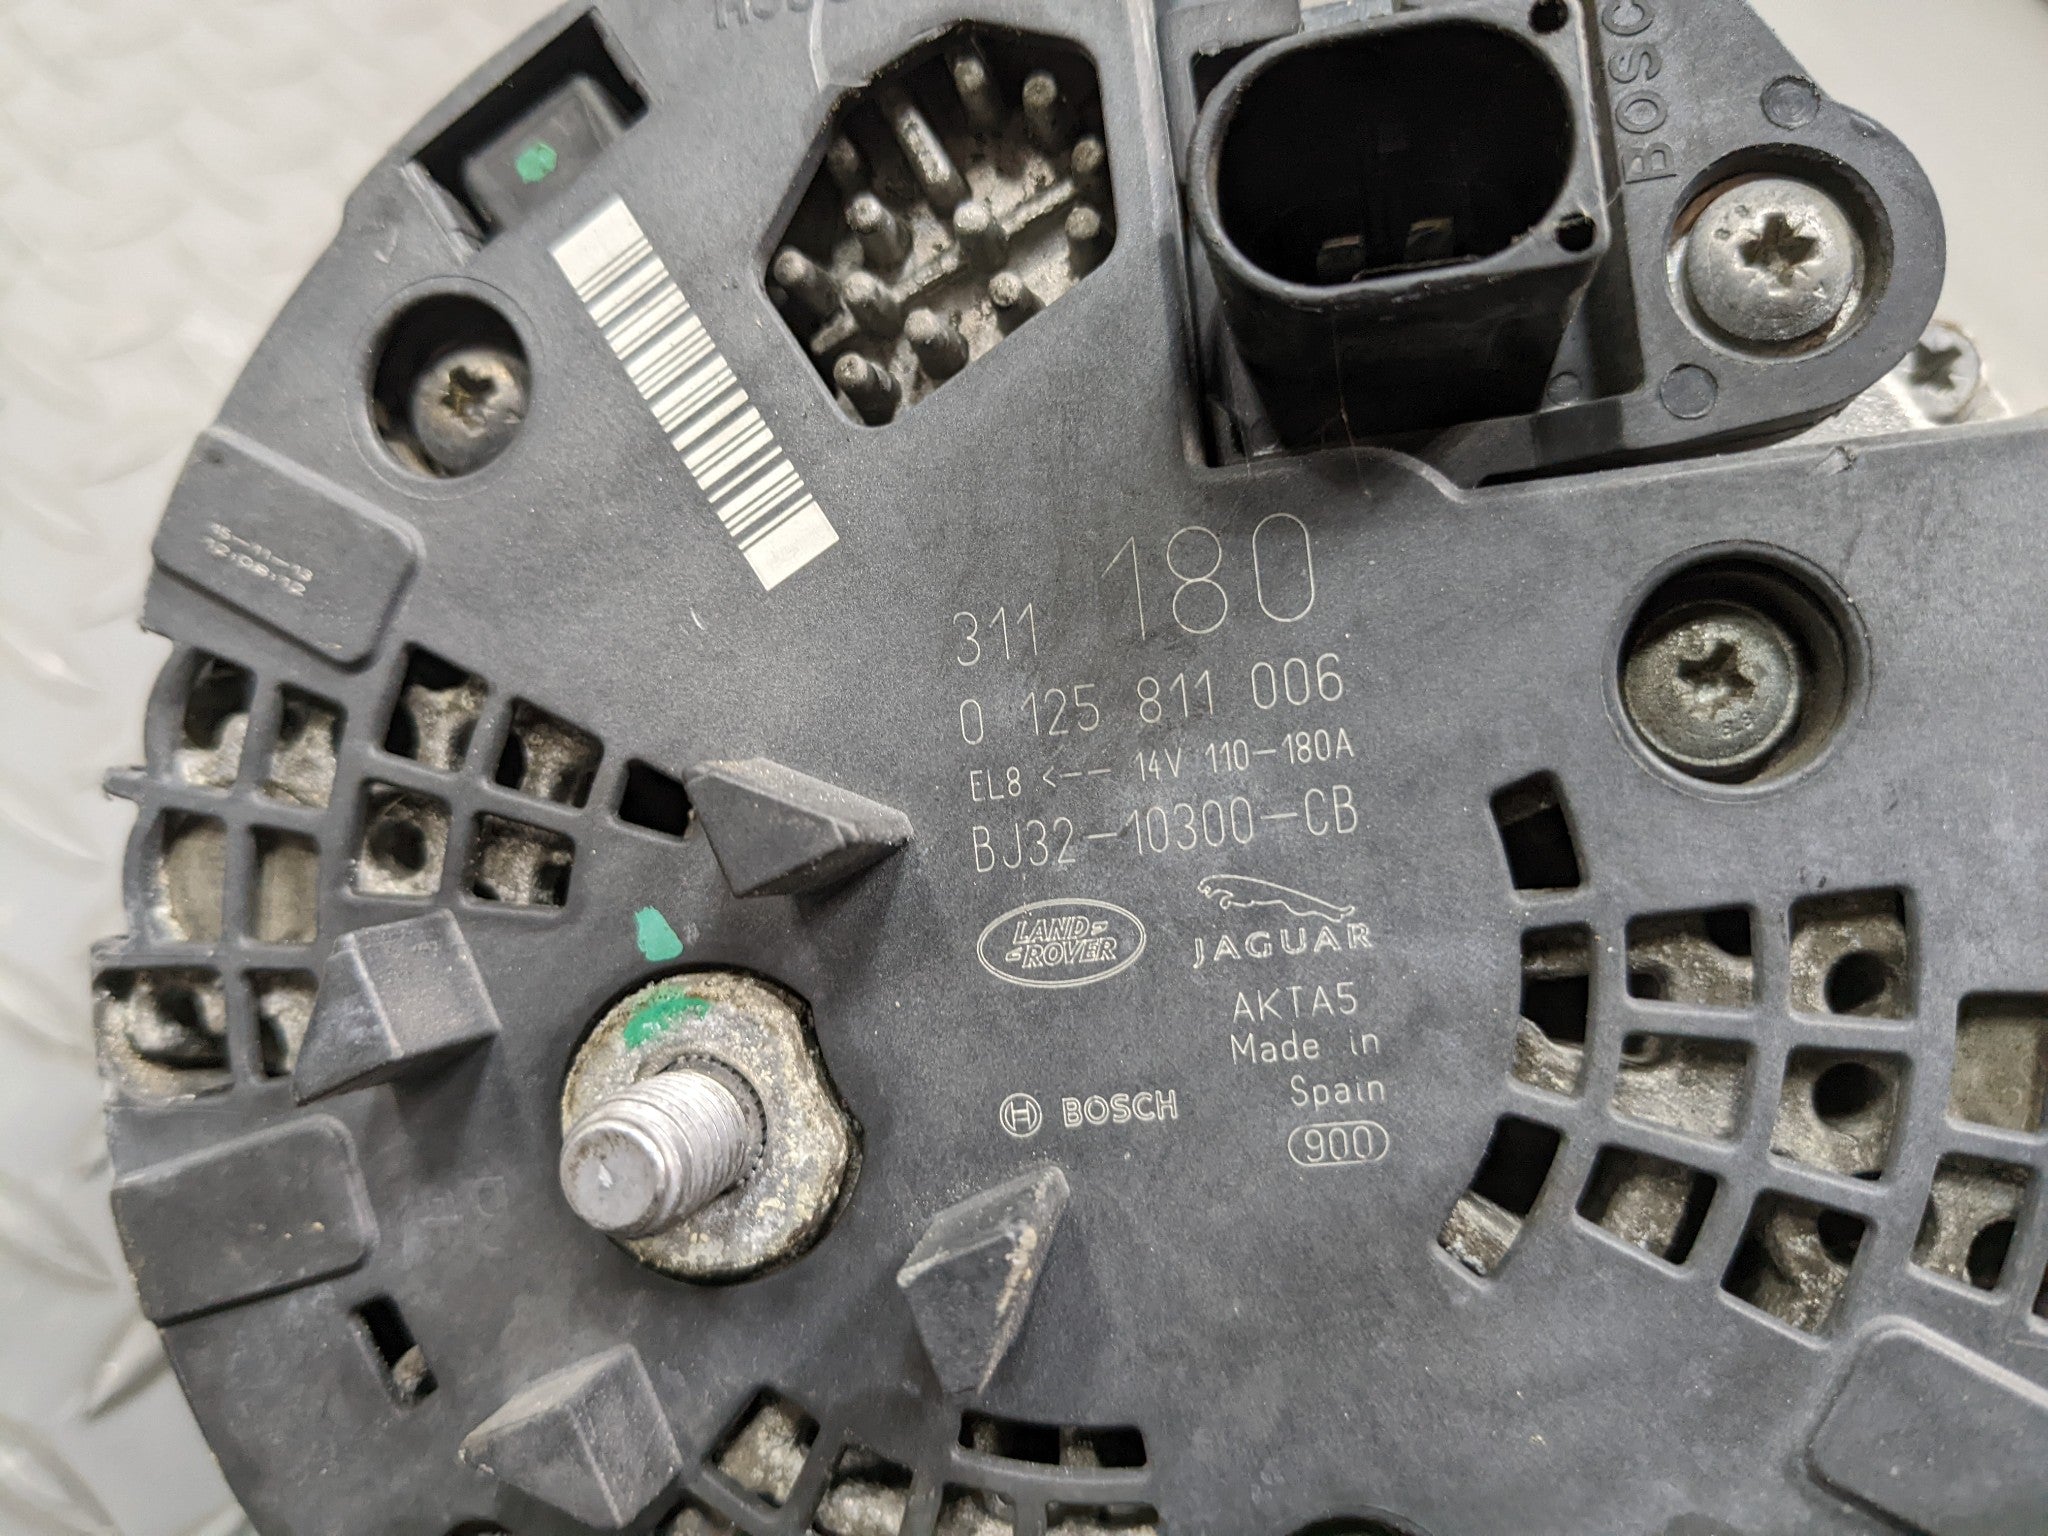 BOSCH
311 180
0 125 811 006
EL8 <-- 14V 110-180A
BJ32-10300-CB
LAND
ROVER
JAGUAR
AKTA5
Made in
Spain
BOSCH
900